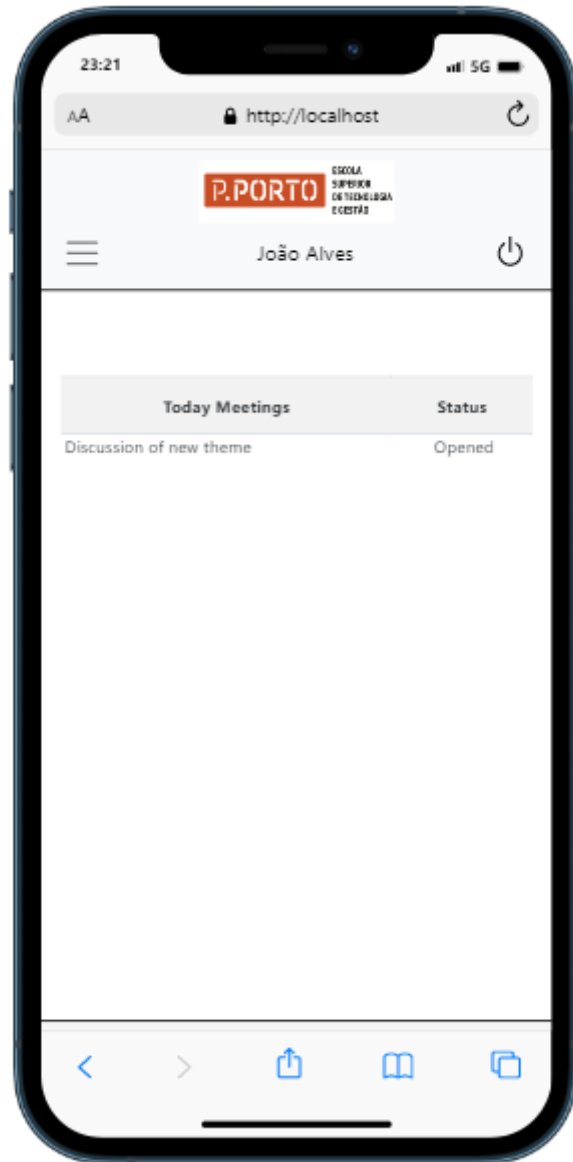 23:21 5G
AA http://localhost
P.PORTO
ESCOLA
SUPERIOR
DE TECNOLOGIA
E GESTÃO
João Alves
Today Meetings Status
Discussion of new theme Opened